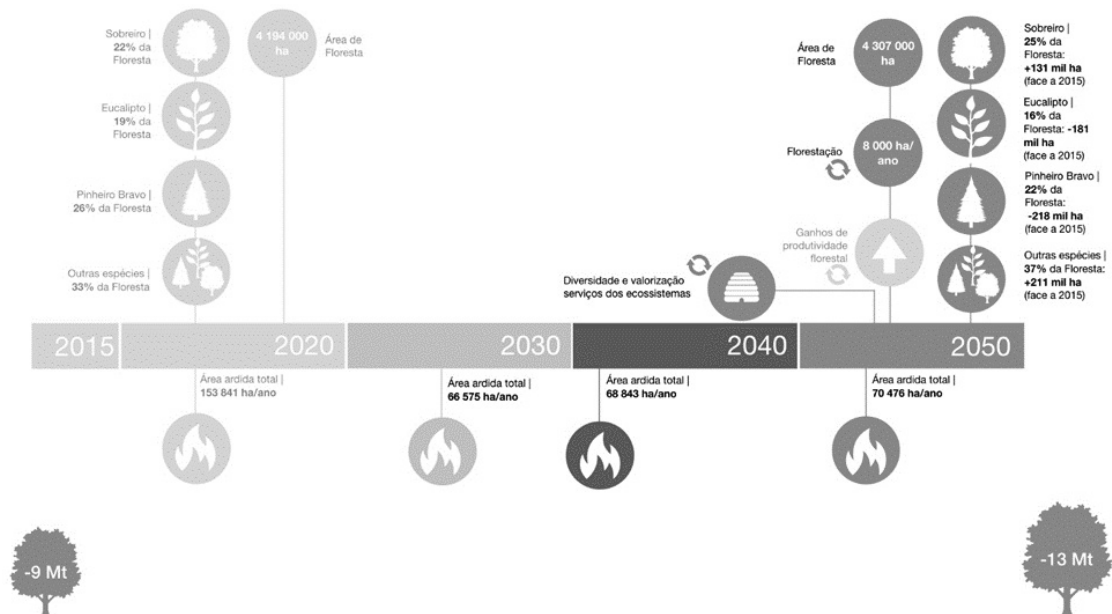 Sobreiro |
22% da
Floresta
4 194 000
ha
Área de
Floresta
Eucalipto |
19% da
Floresta
Pinheiro Bravo |
26% da Floresta
Outras espécies |
33% da Floresta
Área de
Floresta
4 307 000
ha
Sobreiro |
25% da
Floresta:
+131 mil ha
(face a 2015)
Florestação
8 000 ha/
ano
Eucalipto |
16% da
Floresta: -181
mil ha
(face a 2015)
Ganhos de
produtividade
florestal
Pinheiro Bravo |
22% da
Floresta:
-218 mil ha
(face a 2015)
Diversidade e valorização
serviços dos ecossistemas
Outras espécies |
37% da Floresta:
+211 mil ha
(face a 2015)
2015
2020
2030
2040
2050
Área ardida total |
153 841 ha/ano
Área ardida total |
66 575 ha/ano
Área ardida total |
68 843 ha/ano
Área ardida total |
70 476 ha/ano
-9 Mt
-13 Mt